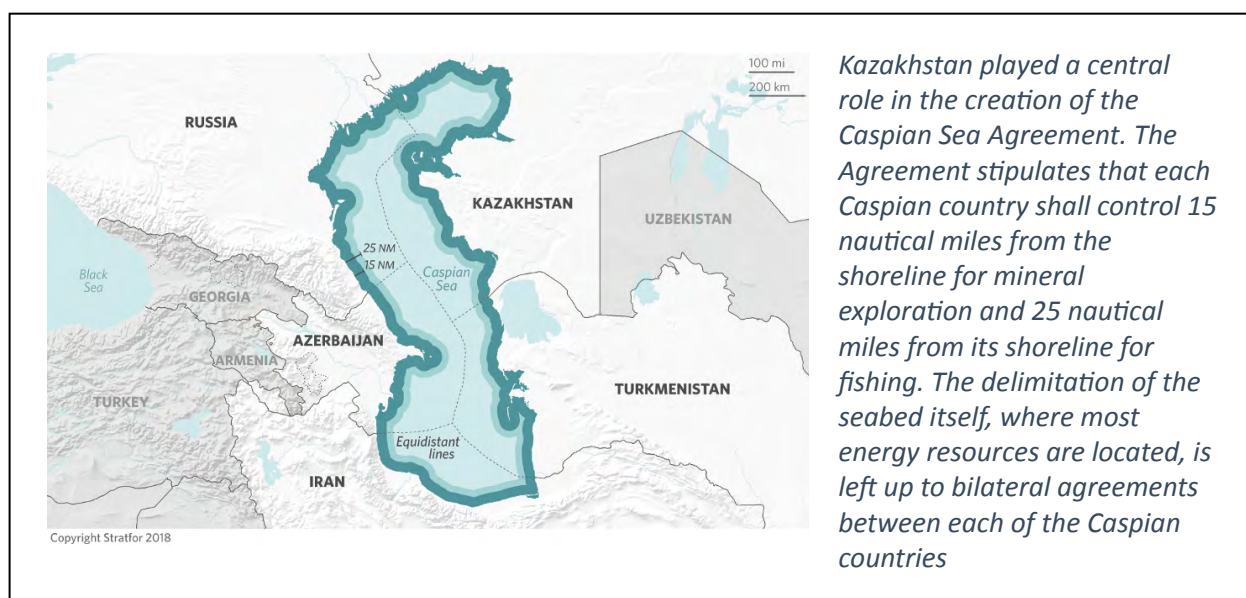 100 mi
200 km
RUSSIA
KAZAKHSTAN
UZBEKISTAN
25 NM
15 NM
Caspian
Sea
Black
Sea
GEORGIA
AZERBAIJAN
ARMENIA
TURKMENISTAN
TURKEY
Equidistant
lines
IRAN
Copyright Stratfor 2018
Kazakhstan played a central
role in the creation of the
Caspian Sea Agreement. The
Agreement stipulates that each
Caspian country shall control 15
nautical miles from the
shoreline for mineral
exploration and 25 nautical
miles from its shoreline for
fishing. The delimitation of the
seabed itself, where most
energy resources are located, is
left up to bilateral agreements
between each of the Caspian
countries